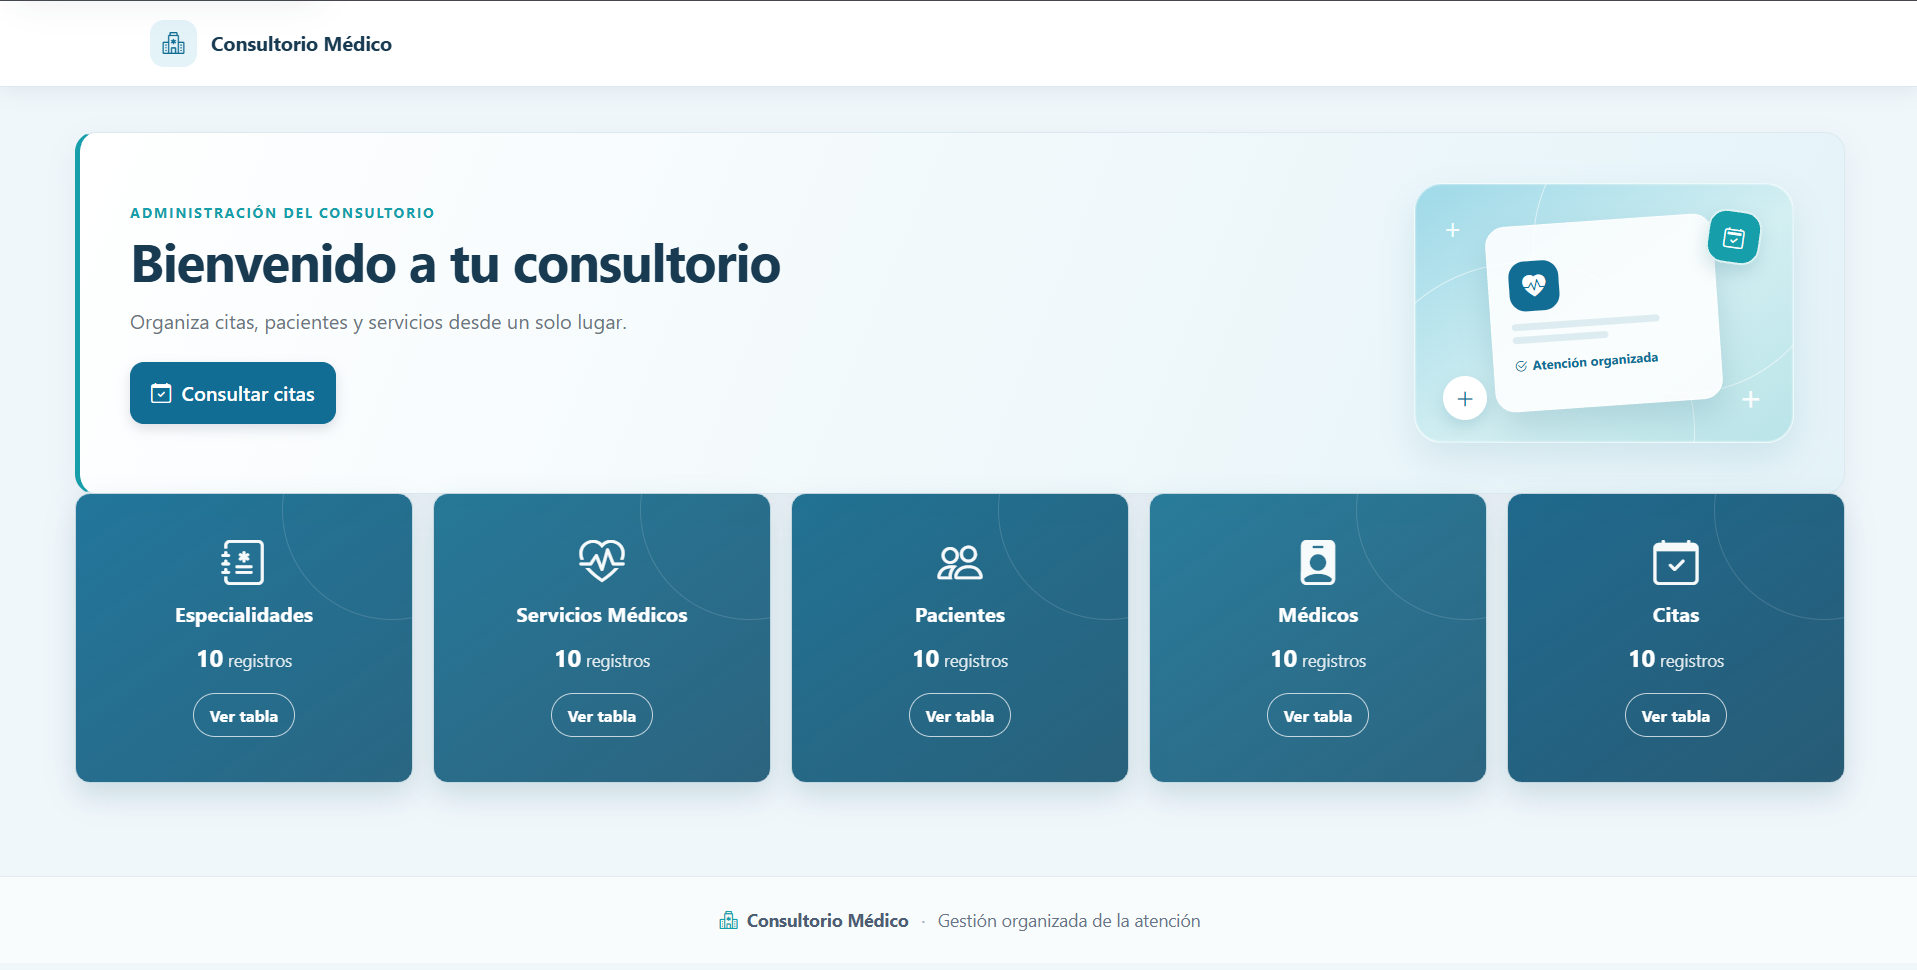 Consultorio Médico
ADMINISTRACIÓN DEL CONSULTORIO
Bienvenido a tu consultorio
Organiza citas, pacientes y servicios desde un solo lugar.
Consultar citas
Atención organizada
Especialidades
10 registros
Ver tabla
Servicios Médicos
10 registros
Ver tabla
Pacientes
10 registros
Ver tabla
Médicos
10 registros
Ver tabla
Citas
10 registros
Ver tabla
Consultorio Médico · Gestión organizada de la atención